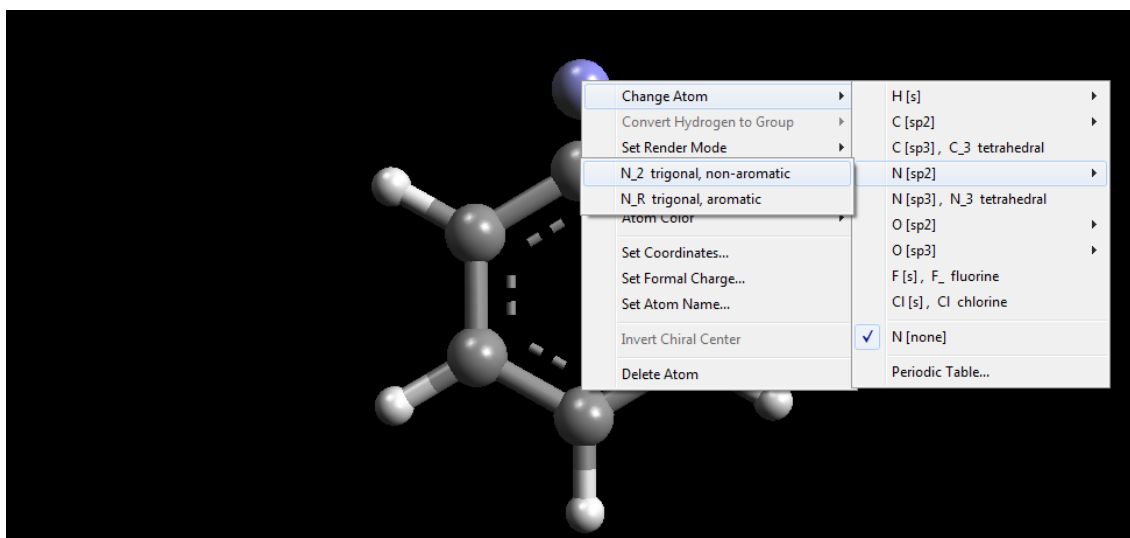 Change Atom
Convert Hydrogen to Group
Set Render Mode
Atom Color
Set Coordinates...
Set Formal Charge...
Set Atom Name...
Invert Chiral Center
Delete Atom
N_2 trigonal, non-aromatic
N_R trigonal, aromatic
H [s]
C [sp2]
C [sp3] , C_3 tetrahedral
N [sp2]
N [sp3] , N_3 tetrahedral
O [sp2]
O [sp3]
F [s] , F_ fluorine
Cl [s] , Cl chlorine
N [none]
Periodic Table...